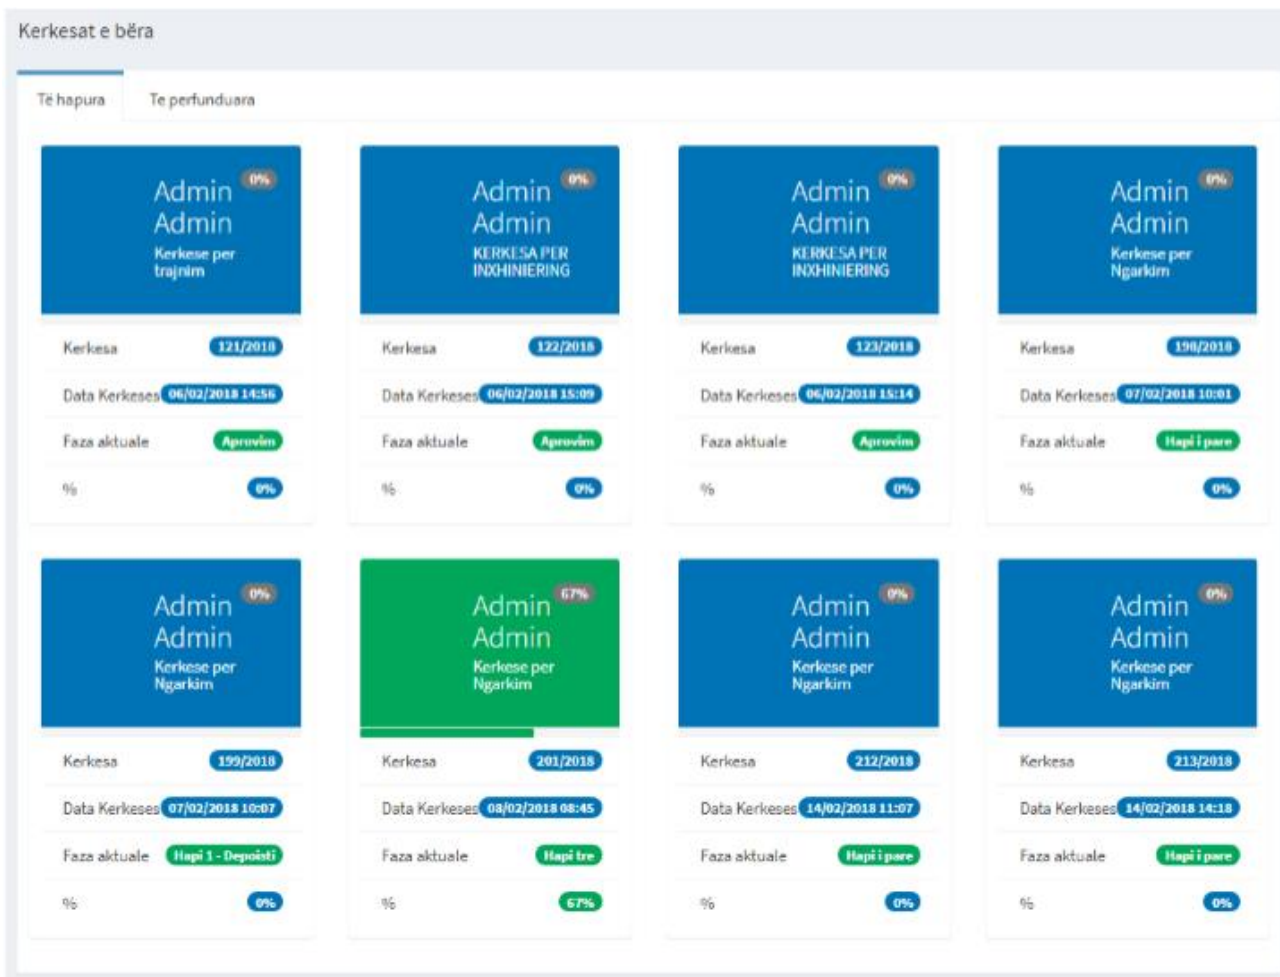 Kerkesat e bëra
Të hapura Te perfunduara
Admin 0%
Admin
Kerkese per
trajnim
Kerkesa 121/2018
Data Kerkeses 06/02/2018 14:56
Faza aktuale Aprovim
% 0%
Admin 0%
Admin
KERKESA PER
INXHINIERING
Kerkesa 122/2018
Data Kerkeses 06/02/2018 15:09
Faza aktuale Aprovim
% 0%
Admin 0%
Admin
KERKESA PER
INXHINIERING
Kerkesa 123/2018
Data Kerkeses 06/02/2018 15:14
Faza aktuale Aprovim
% 0%
Admin 0%
Admin
Kerkese per
Ngarkim
Kerkesa 198/2018
Data Kerkeses 07/02/2018 10:01
Faza aktuale Hapi i pare
% 0%
Admin 0%
Admin
Kerkese per
Ngarkim
Kerkesa 199/2018
Data Kerkeses 07/02/2018 10:07
Faza aktuale Hapi 1 - Depoisti
% 0%
Admin 67%
Admin
Kerkese per
Ngarkim
Kerkesa 201/2018
Data Kerkeses 08/02/2018 08:45
Faza aktuale Hapi tre
% 67%
Admin 0%
Admin
Kerkese per
Ngarkim
Kerkesa 212/2018
Data Kerkeses 14/02/2018 11:07
Faza aktuale Hapi i pare
% 0%
Admin 0%
Admin
Kerkese per
Ngarkim
Kerkesa 213/2018
Data Kerkeses 14/02/2018 14:18
Faza aktuale Hapi i pare
% 0%